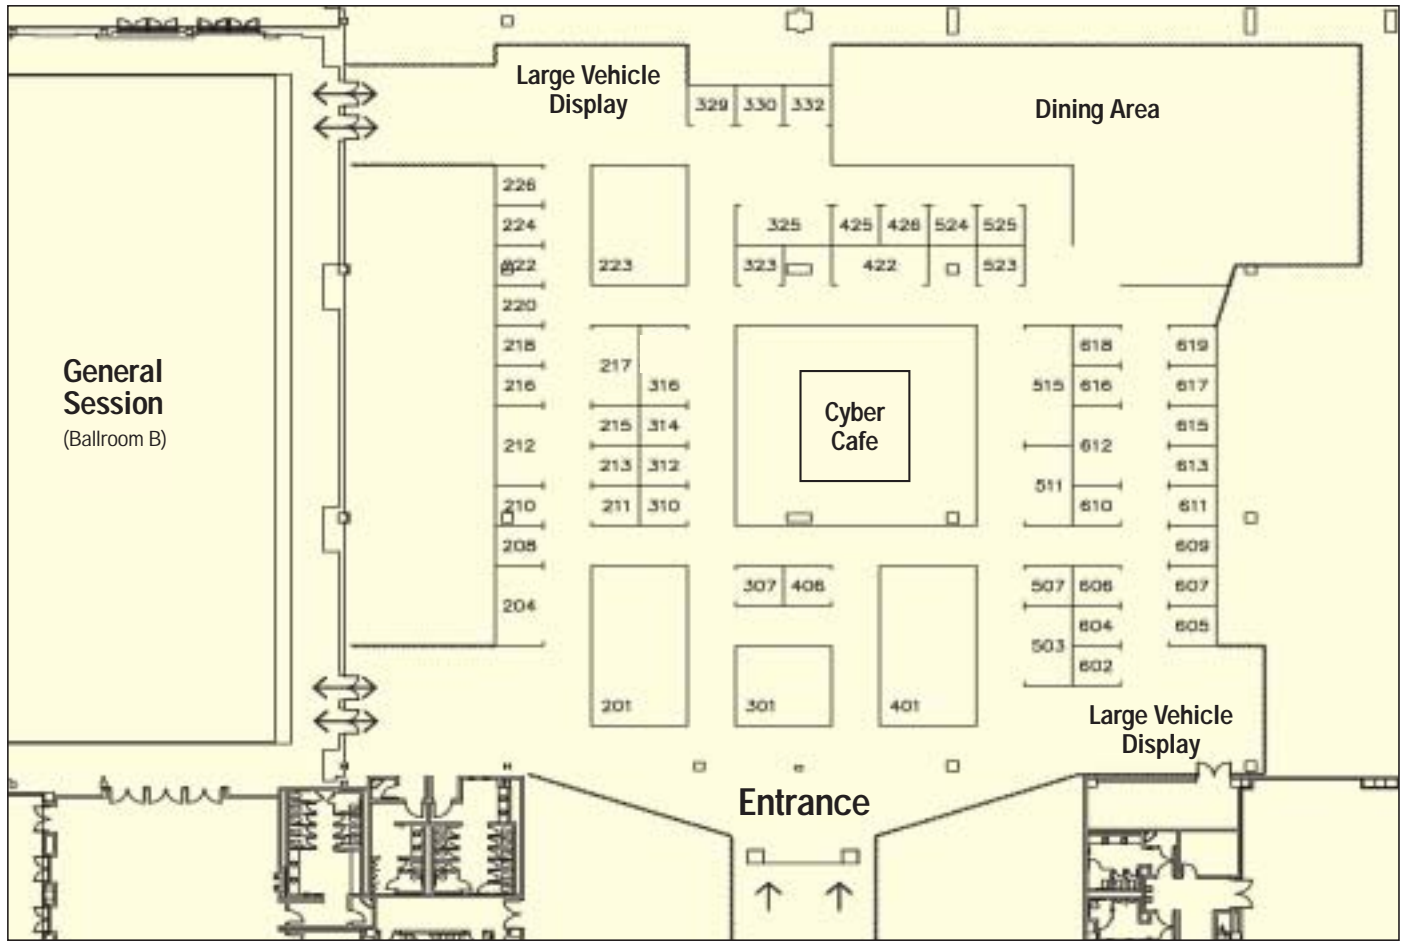 Large Vehicle
Display
329 330 332
Dining Area
226
224
222
220
218
216
212
210
208
204
223
325 425 426 524 525
323 422 523
217
316
215 314
213 312
211 310
General
Session
(Ballroom B)
Cyber
Cafe
515
511
618
616
612
610
619
617
615
613
611
609
607
605
307 406
507 606
604
503
602
201
301
401
Large Vehicle
Display
Entrance